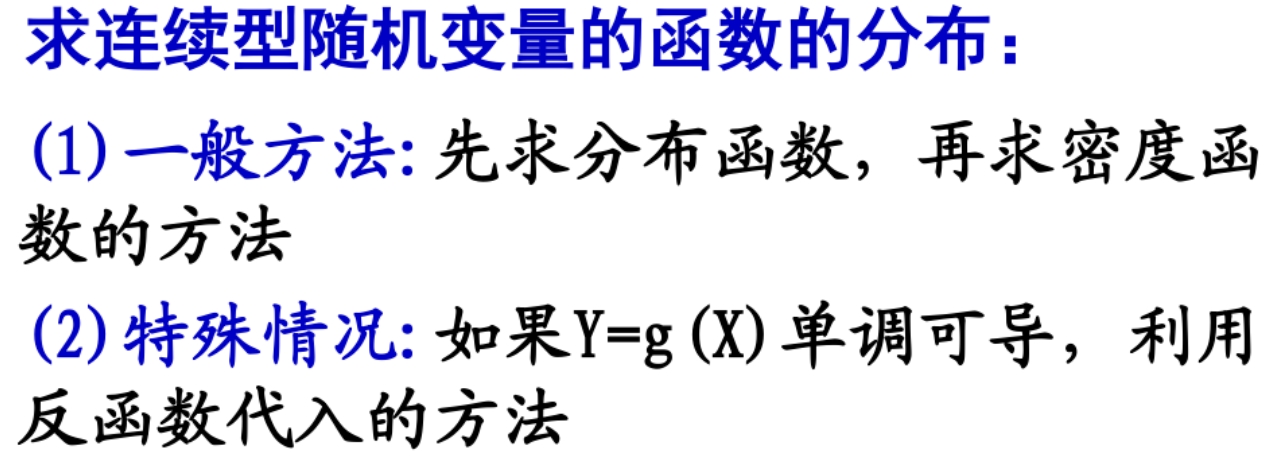 求连续型随机变量的函数的分布：
(1)一般方法: 先求分布函数，再求密度函
数的方法
(2)特殊情况: 如果Y=g(X)单调可导，利用
反函数代入的方法